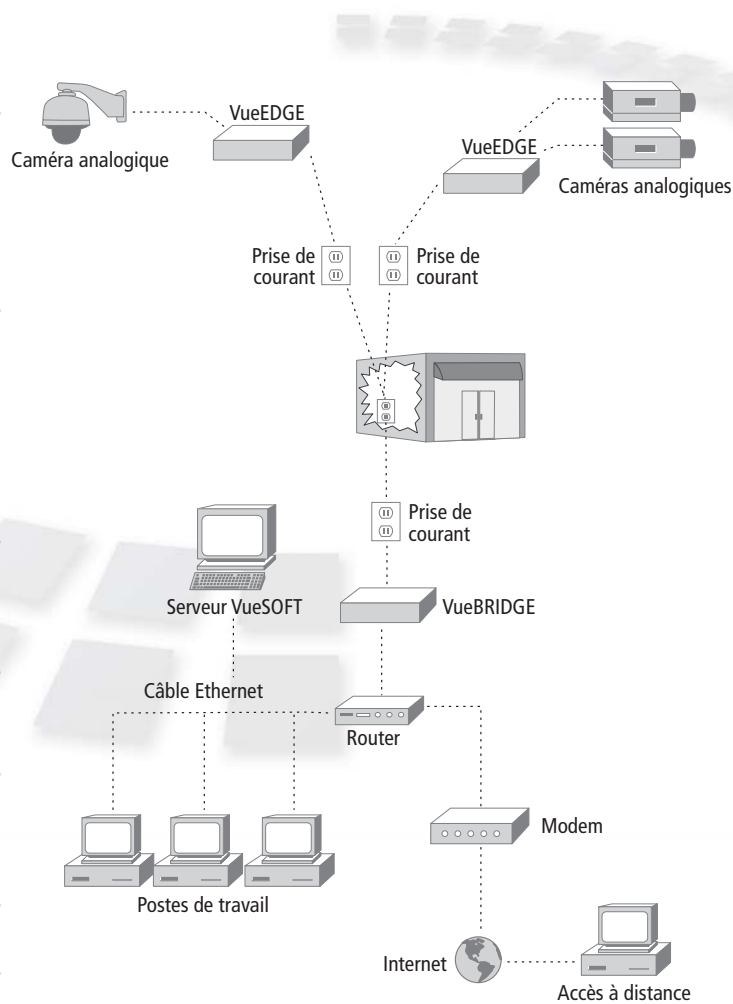 VueEDGE
Caméra analogique
VueEDGE
Caméras analogiques
Prise de
courant
Prise de
courant
Prise de
courant
Serveur VueSOFT
VueBRIDGE
Câble Ethernet
Router
Modem
Postes de travail
Internet
Accès à distance